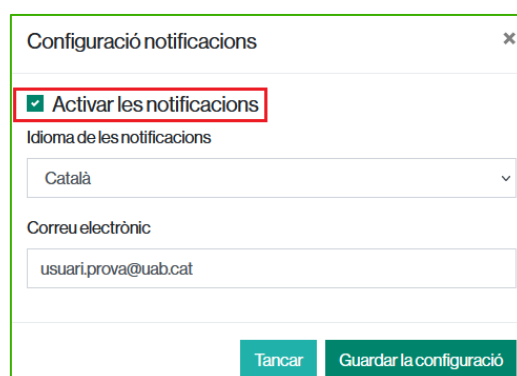 Configuració notificacions ×
Activar les notificacions
Idioma de les notificacions
Català
Correu electrònic
usuari.prova@uab.cat
Tancar Guardar la configuració